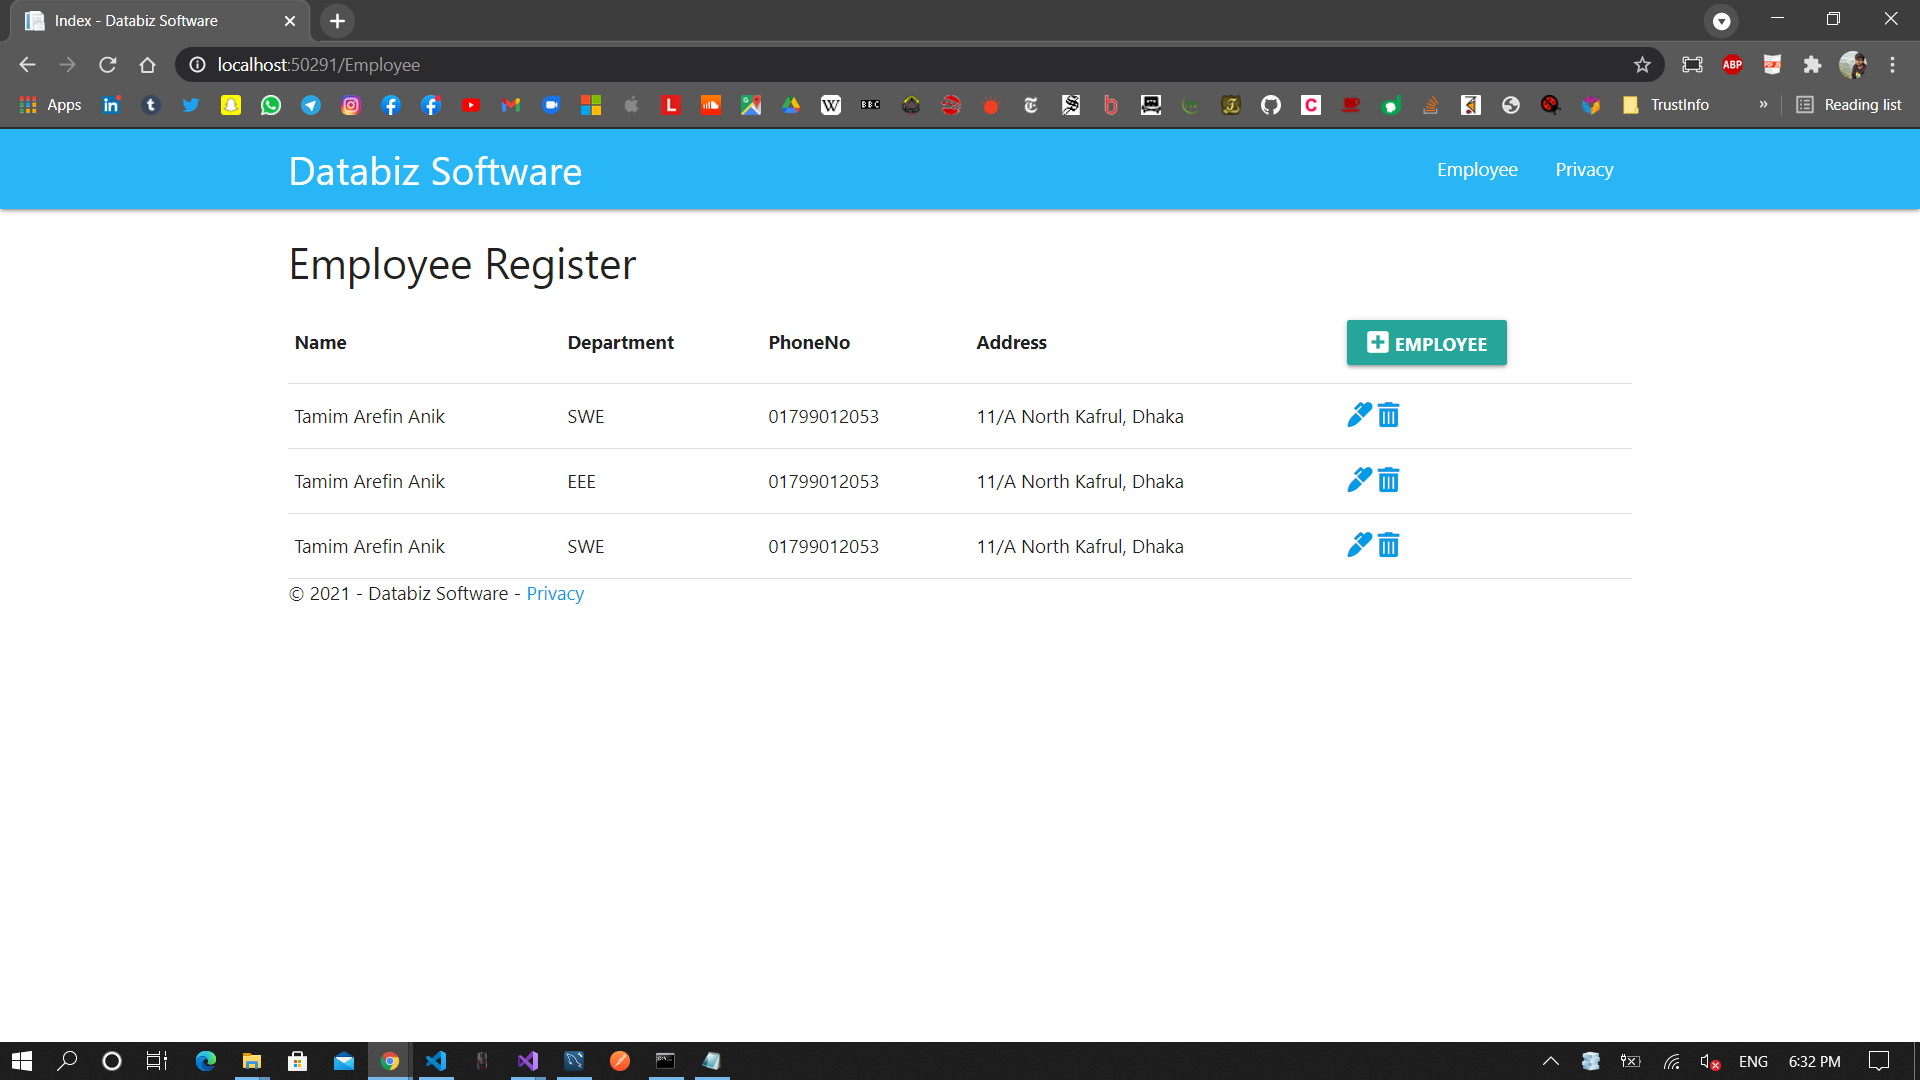 Index - Databiz Software
localhost:50291/Employee
ABP
Apps
BBC
TrustInfo
»
Reading list
Databiz Software
Employee
Privacy
Employee Register
Name Department PhoneNo Address EMPLOYEE
Tamim Arefin Anik SWE 01799012053 11/A North Kafrul, Dhaka
Tamim Arefin Anik EEE 01799012053 11/A North Kafrul, Dhaka
Tamim Arefin Anik SWE 01799012053 11/A North Kafrul, Dhaka
© 2021 - Databiz Software - Privacy
ENG
6:32 PM